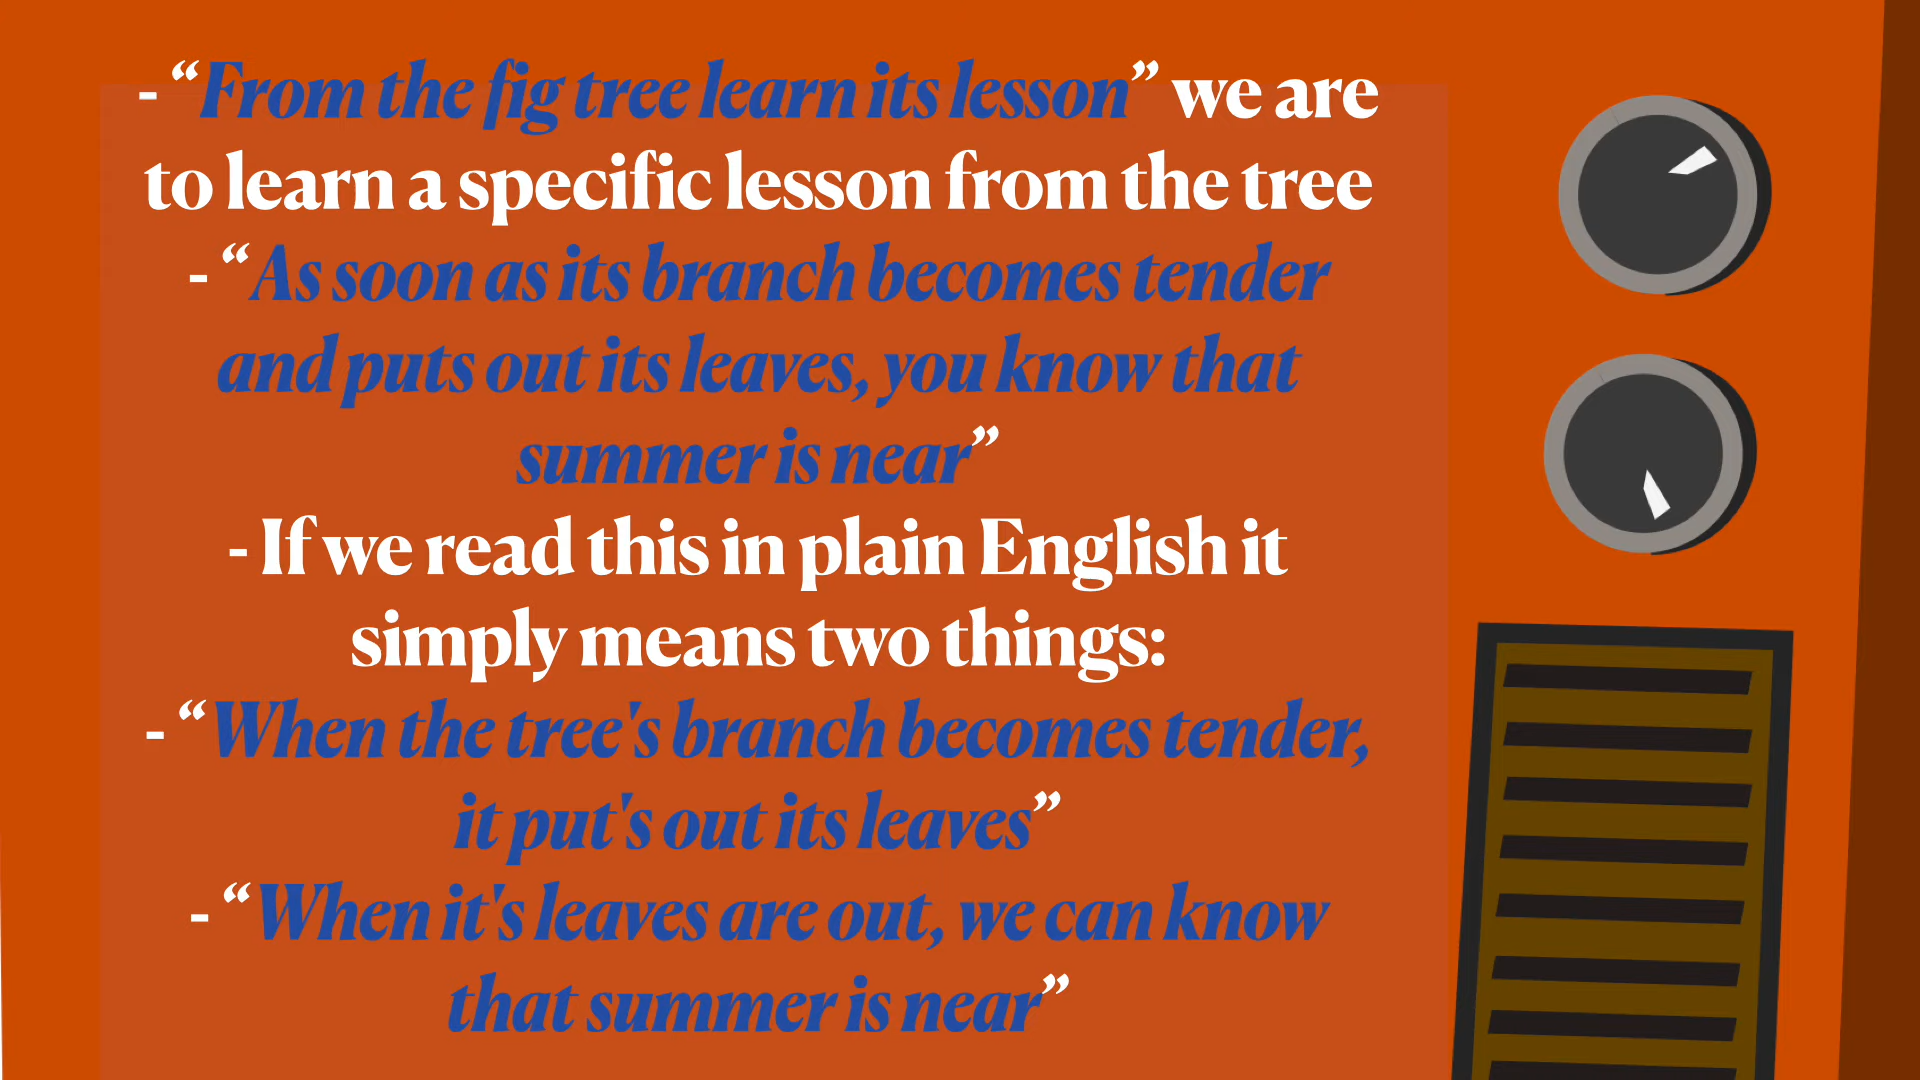 - “From the fig tree learn its lesson” we are
to learn a specific lesson from the tree
- “As soon as its branch becomes tender
and puts out its leaves, you know that
summer is near”
- If we read this in plain English it
simply means two things:
- “When the tree's branch becomes tender,
it put's out its leaves”
- “When it's leaves are out, we can know
that summer is near”